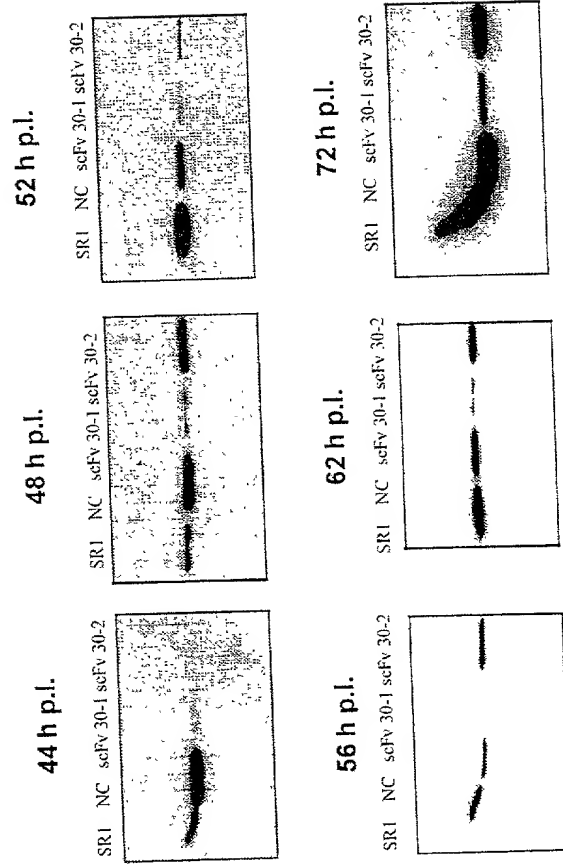 44 h p.I.
SR1 NC scFv 30-1 scFv 30-2
48 h p.I.
SR1 NC scFv 30-1 scFv 30-2
52 h p.I.
SR1 NC scFv 30-1 scFv 30-2
56 h p.I.
SR1 NC scFv 30-1 scFv 30-2
62 h p.I.
SR1 NC scFv 30-1 scFv 30-2
72 h p.I.
SR1 NC scFv 30-1 scFv 30-2